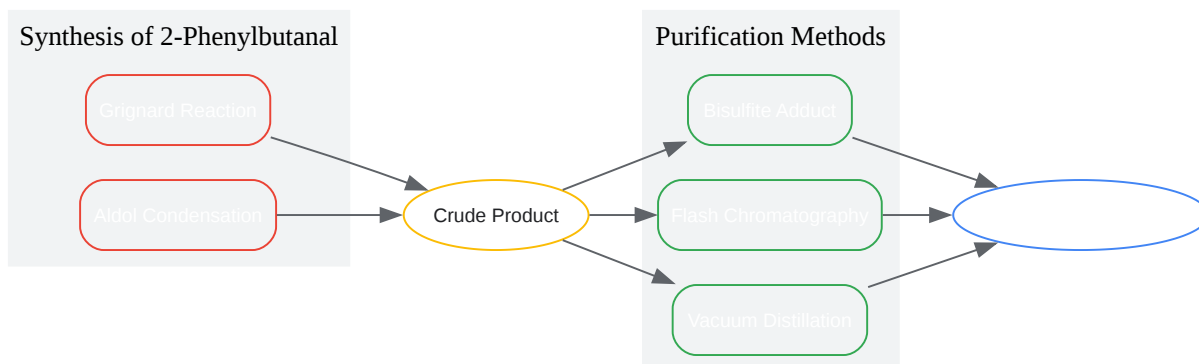 Synthesis of 2-Phenylbutanal
Purification Methods
Grignard Reaction
Bisulfite Adduct
Aldol Condensation
Crude Product
Flash Chromatography
Vacuum Distillation